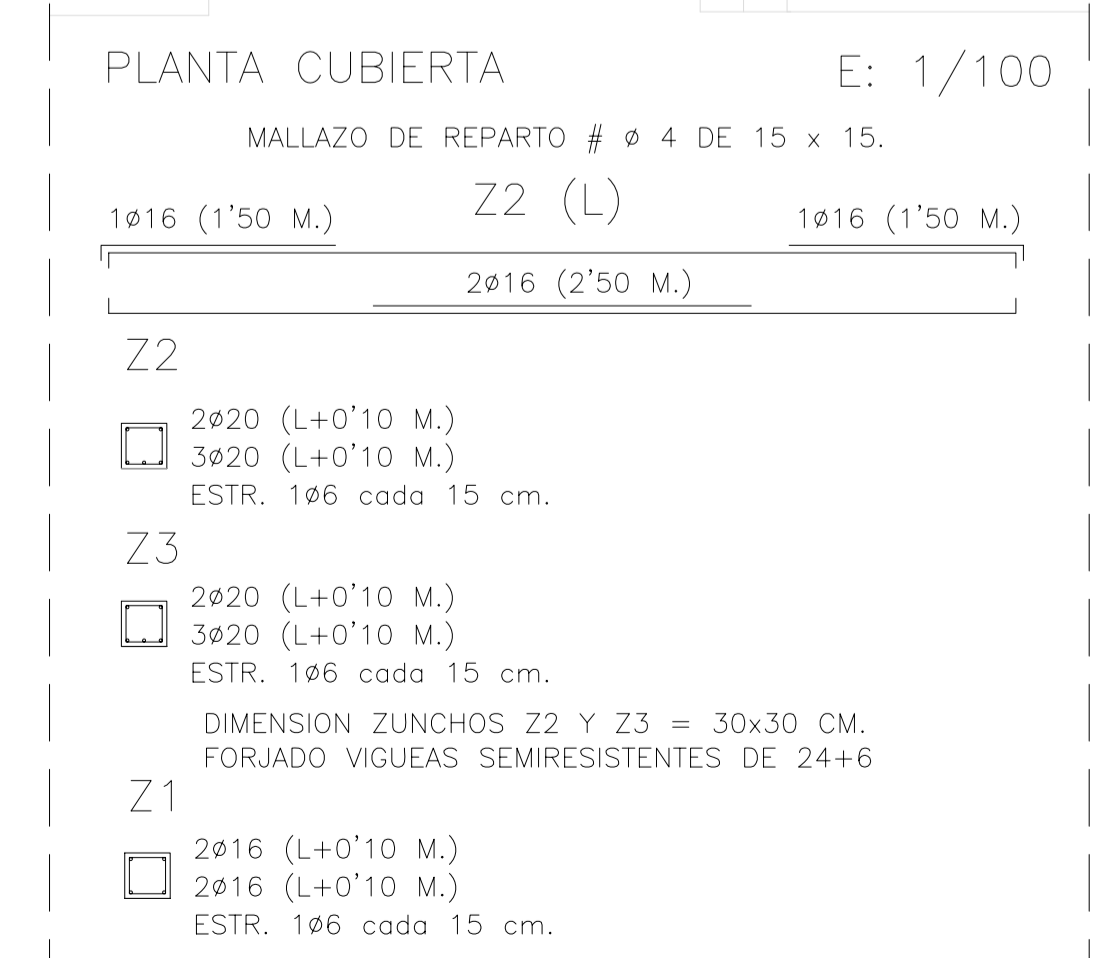 PLANTA CUBIERTA E: 1/100
MALLAZO DE REPARTO # ø 4 DE 15 x 15.
Z2 (L)
1ø16 (1'50 M.) 1ø16 (1'50 M.)
2ø16 (2'50 M.)
Z2
2ø20 (L+0'10 M.)
3ø20 (L+0'10 M.)
ESTR. 1ø6 cada 15 cm.
Z3
2ø20 (L+0'10 M.)
3ø20 (L+0'10 M.)
ESTR. 1ø6 cada 15 cm.
DIMENSION ZUNCHOS Z2 Y Z3 = 30x30 CM.
FORJADO VIGUEAS SEMIRESISTENTES DE 24+6
Z1
2ø16 (L+0'10 M.)
2ø16 (L+0'10 M.)
ESTR. 1ø6 cada 15 cm.